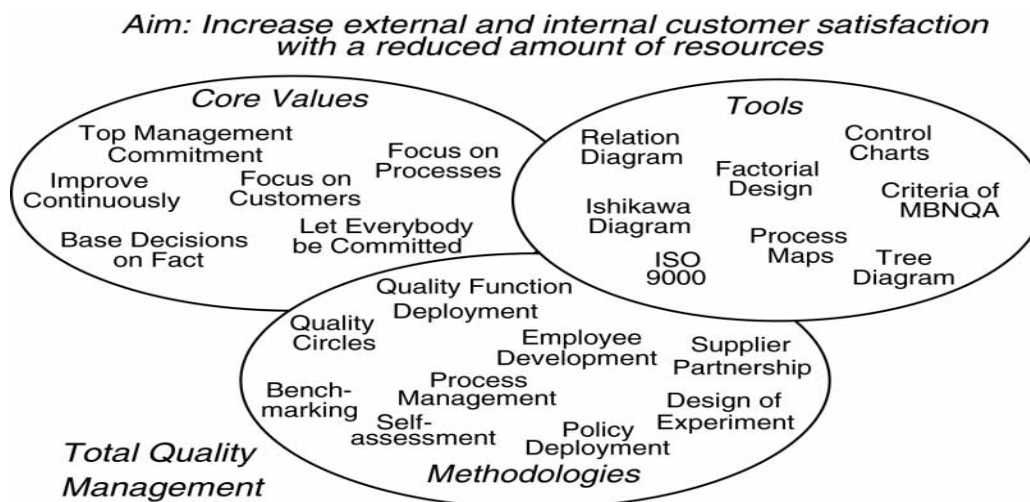 Aim: Increase external and internal customer satisfaction
with a reduced amount of resources
Core Values
Top Management
Commitment
Focus on
Processes
Improve
Continuously
Focus on
Customers
Base Decisions
on Fact
Let Everybody
be Committed
Tools
Relation
Diagram
Control
Charts
Factorial
Design
Criteria of
MBNQA
Ishikawa
Diagram
Process
Maps
ISO
9000
Tree
Diagram
Quality Function
Deployment
Quality
Circles
Employee
Development
Supplier
Partnership
Bench-
marking
Process
Management
Design of
Experiment
Self-
assessment
Policy
Deployment
Methodologies
Total Quality
Management